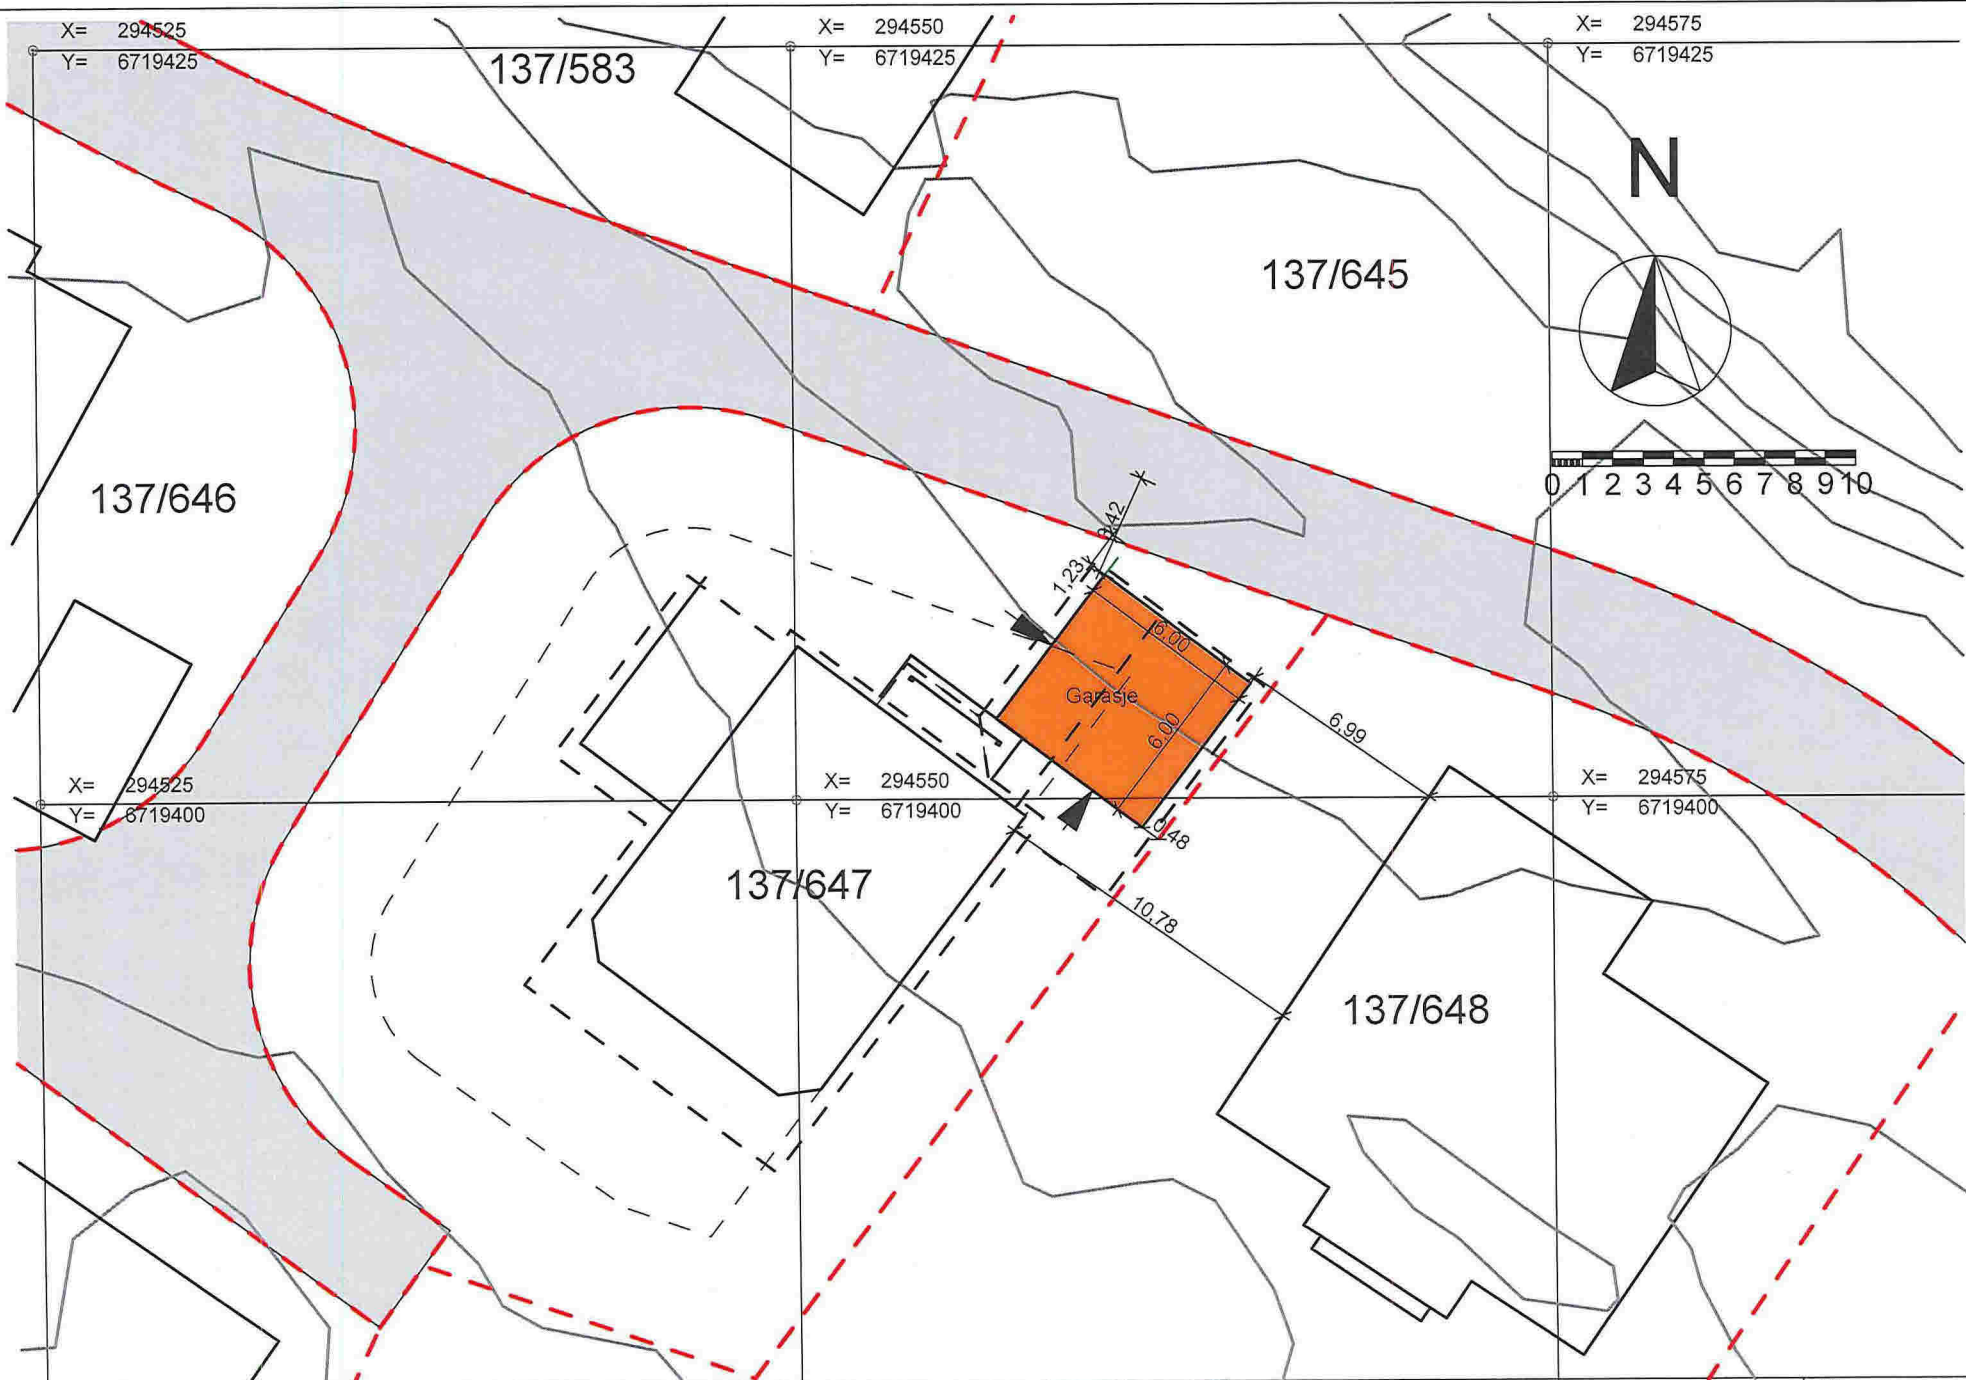 X= 294525
Y= 6719425
X= 294550
Y= 6719425
X= 294575
Y= 6719425
137/583
N
137/645
0 1 2 3 4 5 6 7 8 9 10
137/646
3,42
1,23
6,00
Garasje
6,00
6,99
X= 294525
Y= 6719400
X= 294550
Y= 6719400
X= 294575
Y= 6719400
0,48
137/647
10,78
137/648